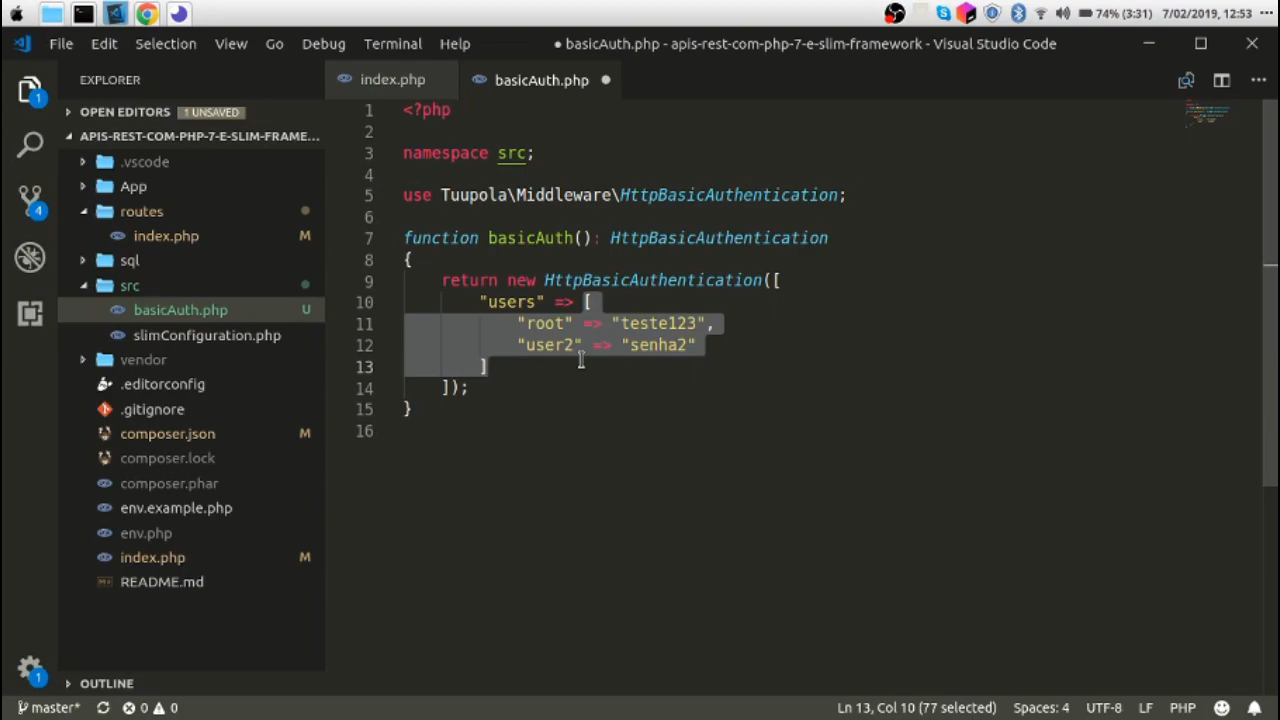 74% (3:31) 7/02/2019, 12:53
File Edit Selection View Go Debug Terminal Help
● basicAuth.php - apis-rest-com-php-7-e-slim-framework - Visual Studio Code
EXPLORER
index.php
basicAuth.php ●
OPEN EDITORS 1 UNSAVED
APIS-REST-COM-PHP-7-E-SLIM-FRAME...
.vscode
App
routes
index.php M
sql
src
basicAuth.php U
slimConfiguration.php
vendor
.editorconfig
.gitignore
composer.json M
composer.lock
composer.phar
env.example.php
env.php
index.php M
README.md
OUTLINE
1
4
1
1 <?php
2
3 namespace src;
4
5 use Tuupola\Middleware\HttpBasicAuthentication;
6
7 function basicAuth(): HttpBasicAuthentication
8 {
9     return new HttpBasicAuthentication([
10         "users" => [
11             "root" => "teste123",
12             "user2" => "senha2"
13         ]
14     ]);
15 }
16
master* 0 0 Ln 13, Col 10 (77 selected) Spaces: 4 UTF-8 LF PHP